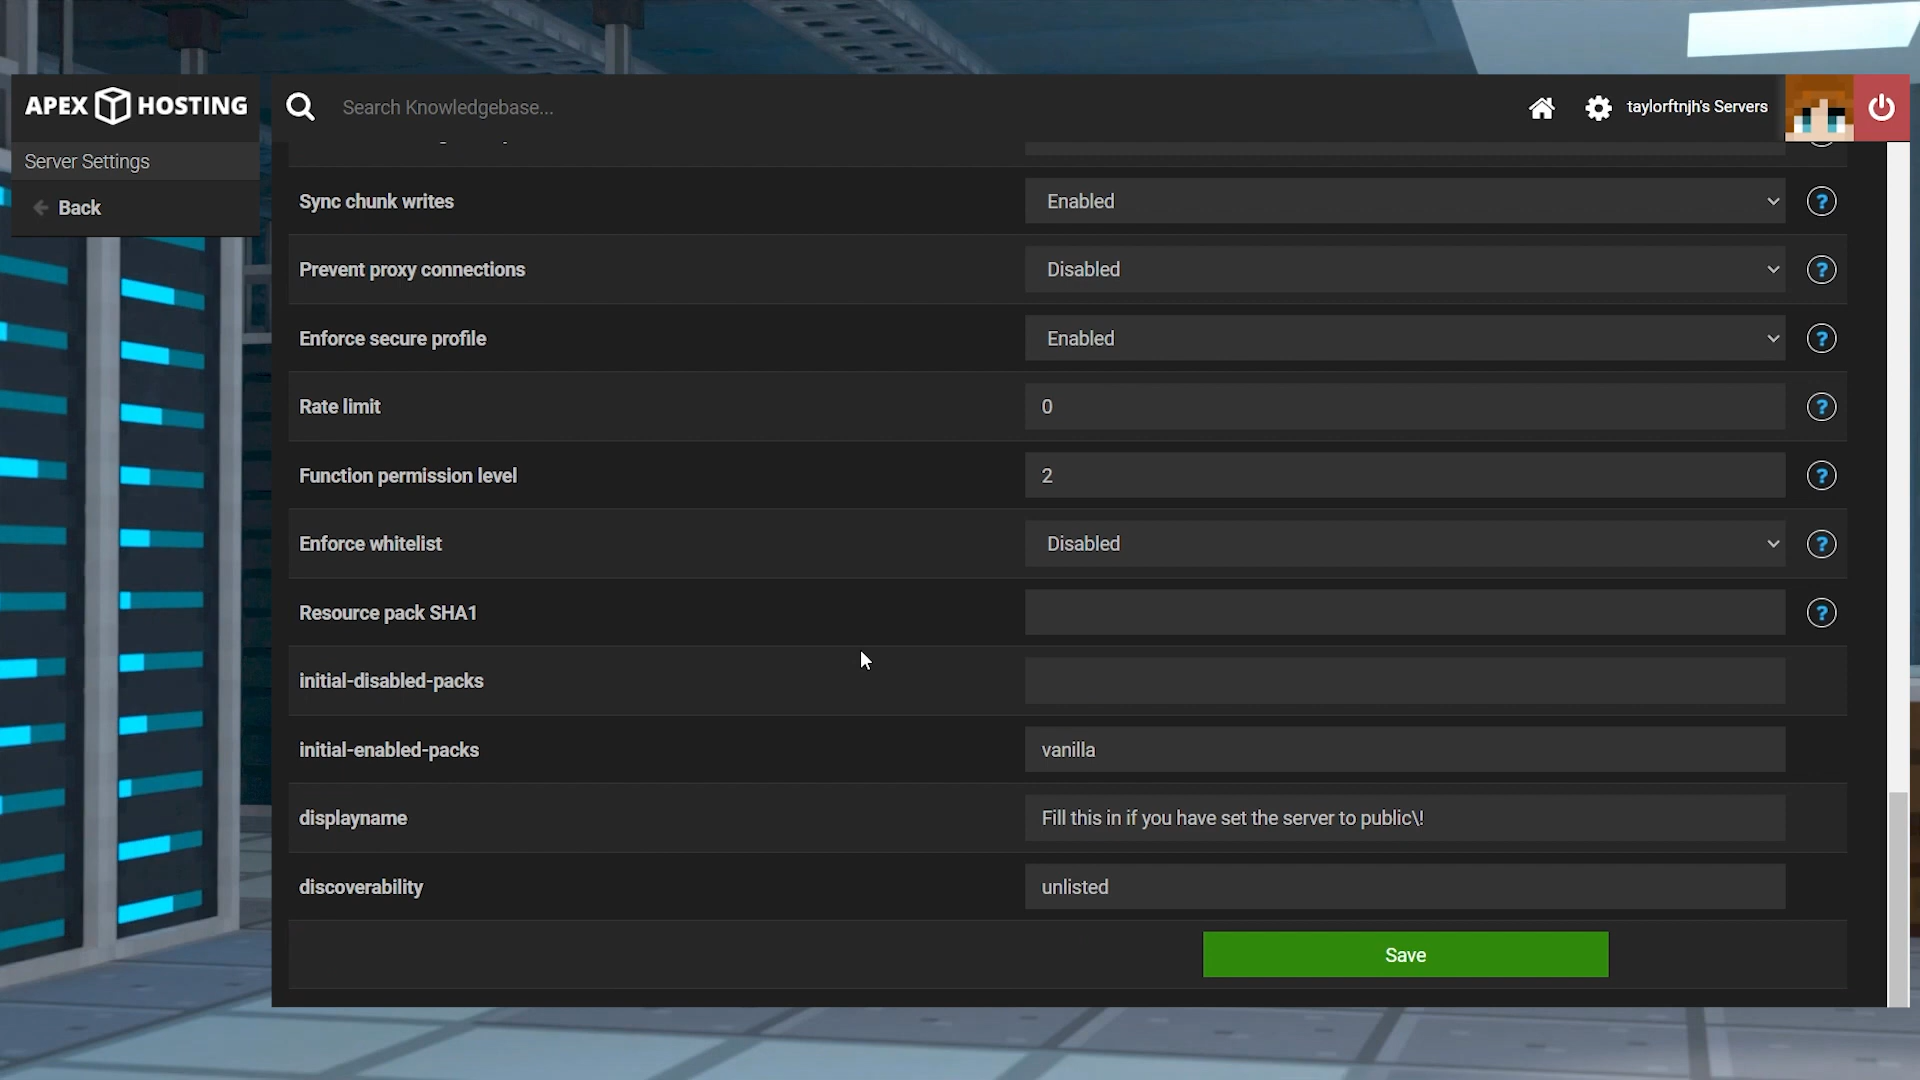 APEX HOSTING
Search Knowledgebase...
taylorftnjh's Servers
Server Settings
Back
Sync chunk writes
Enabled
?
Prevent proxy connections
Disabled
?
Enforce secure profile
Enabled
?
Rate limit
0
?
Function permission level
2
?
Enforce whitelist
Disabled
?
Resource pack SHA1
?
initial-disabled-packs
initial-enabled-packs
vanilla
displayname
Fill this in if you have set the server to public\!
discoverability
unlisted
Save